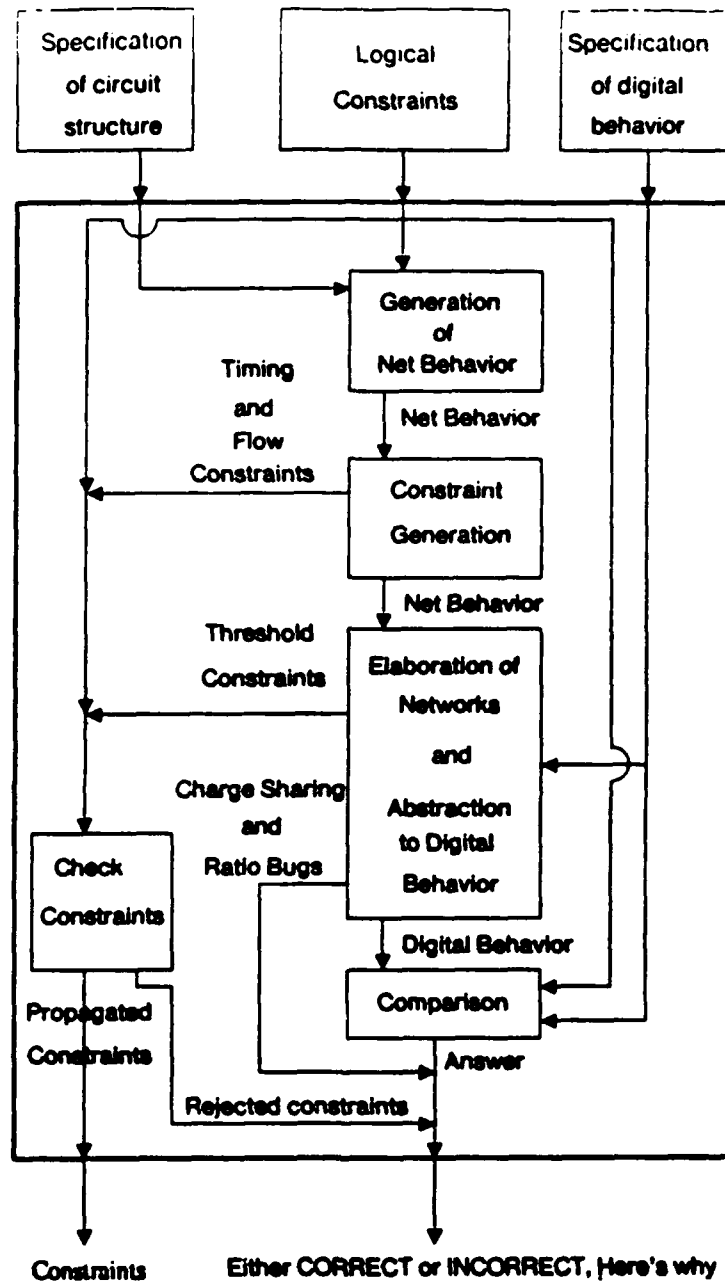 Specification
of circuit
structure
Logical
Constraints
Specification
of digital
behavior
Generation
of
Net Behavior
Timing
and
Flow
Constraints
Net Behavior
Constraint
Generation
Net Behavior
Threshold
Constraints
Elaboration of
Networks
and
Abstraction
to Digital
Behavior
Charge Sharing
and
Ratio Bugs
Check
Constraints
Digital Behavior
Comparison
Propagated
Constraints
Answer
Rejected constraints
Constraints
Either CORRECT or INCORRECT, Here's why